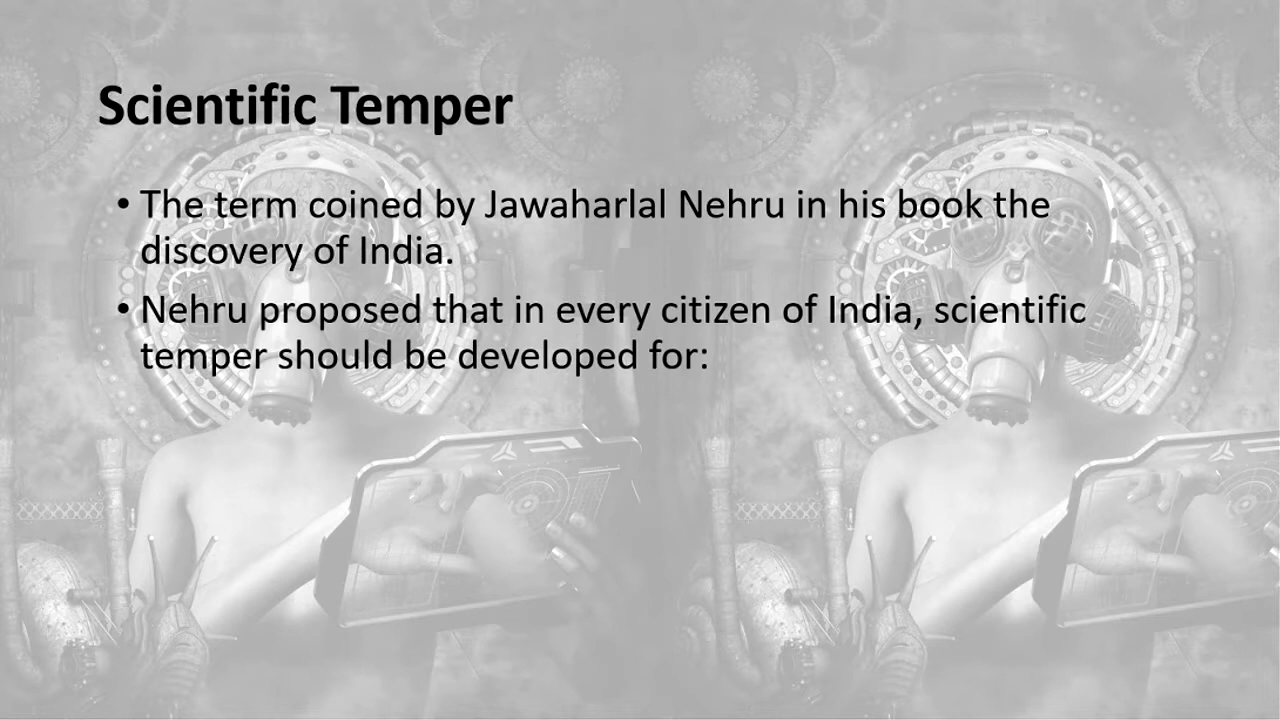 Scientific Temper
• The term coined by Jawaharlal Nehru in his book the
discovery of India.
• Nehru proposed that in every citizen of India, scientific
temper should be developed for: